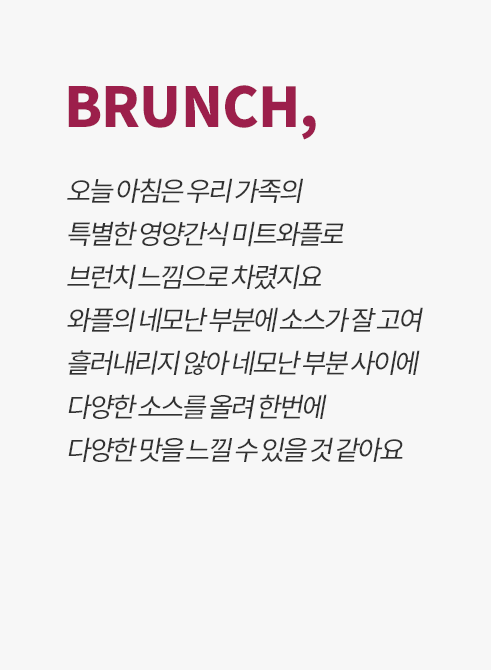 BRUNCH,
오늘 아침은 우리 가족의
특별한 영양간식 미트와플로
브런치 느낌으로 차렸지요
와플의 네모난 부분에 소스가 잘 고여
흘러내리지 않아 네모난 부분 사이에
다양한 소스를 올려 한번에
다양한 맛을 느낄 수 있을 것 같아요